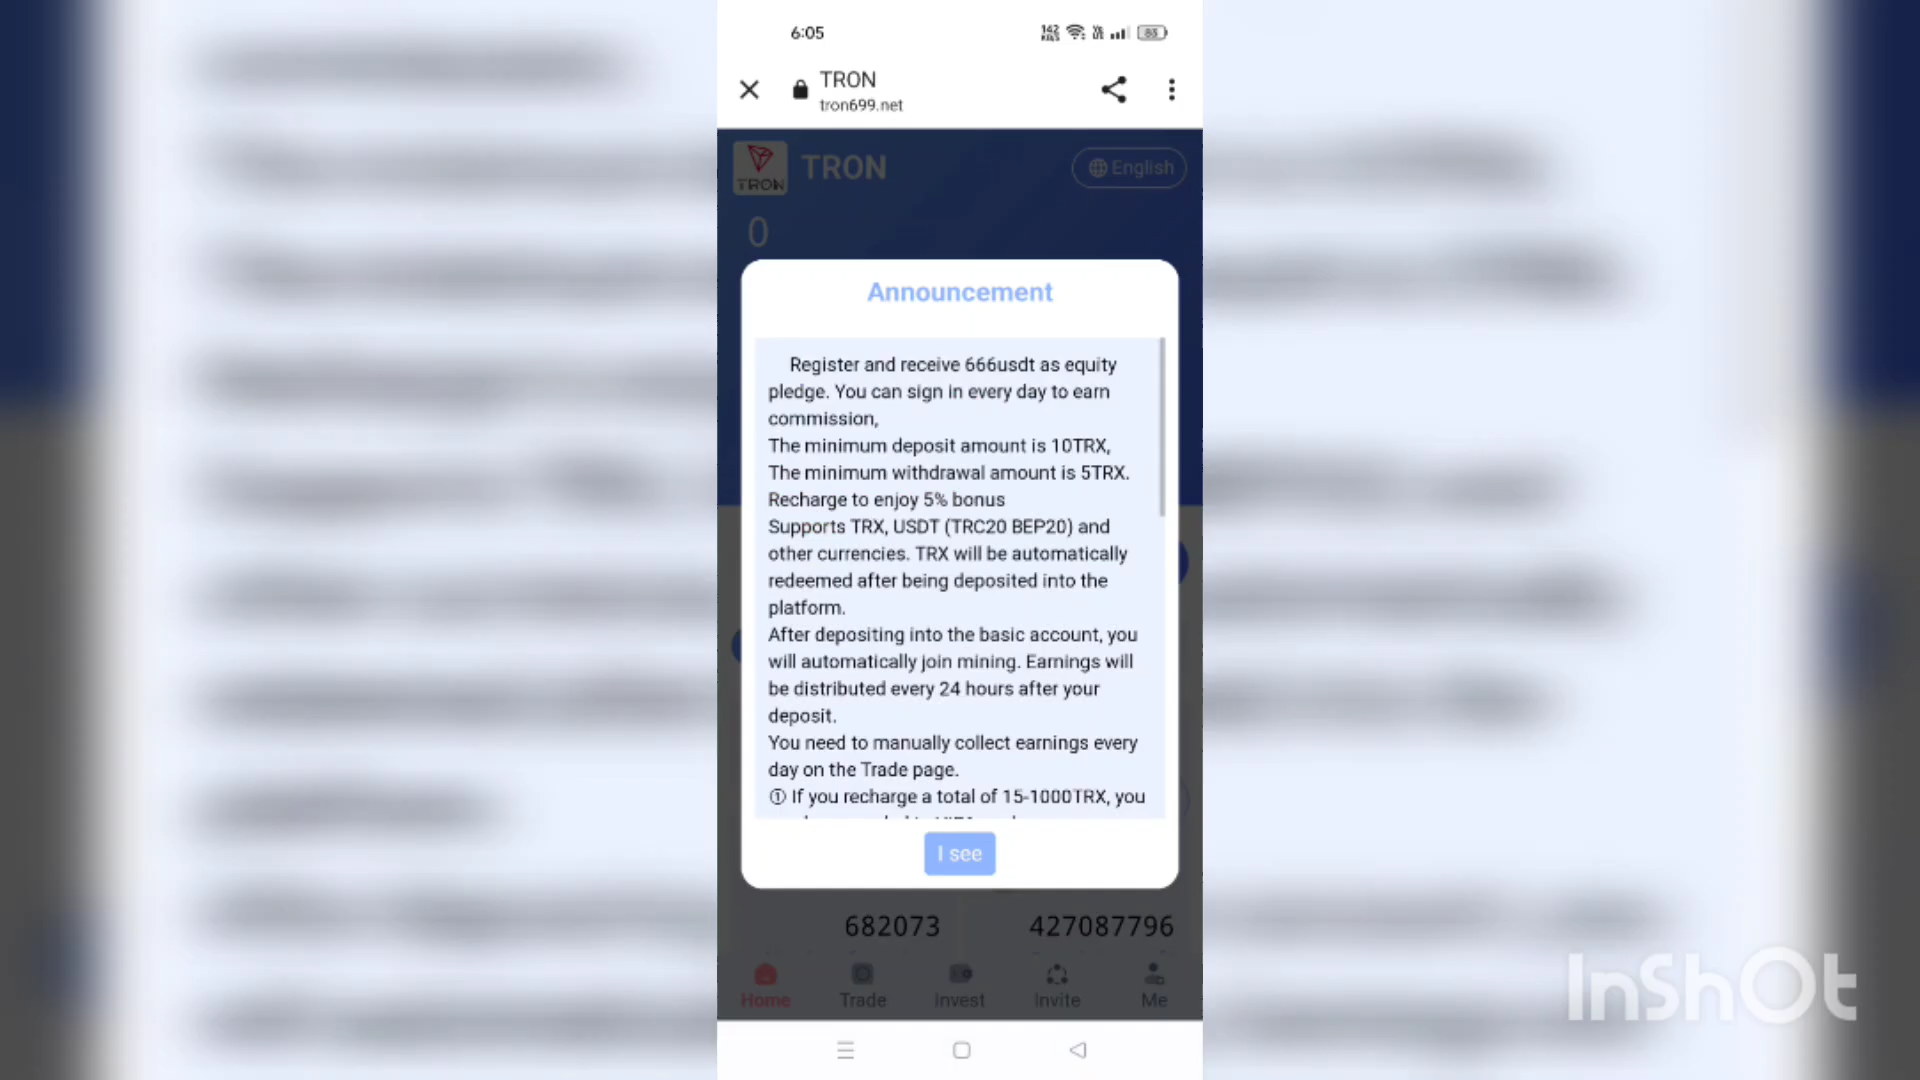 6:05
TRON
tron699.net
TRON
TRON
English
0
Announcement
Register and receive 666usdt as equity
pledge. You can sign in every day to earn
commission,
The minimum deposit amount is 10TRX,
The minimum withdrawal amount is 5TRX.
Recharge to enjoy 5% bonus
Supports TRX, USDT (TRC20 BEP20) and
other currencies. TRX will be automatically
redeemed after being deposited into the
platform.
After depositing into the basic account, you
will automatically join mining. Earnings will
be distributed every 24 hours after your
deposit.
You need to manually collect earnings every
day on the Trade page.
① If you recharge a total of 15-1000TRX, you
I see
682073 427087796
Home Trade Invest Invite Me
InShOt